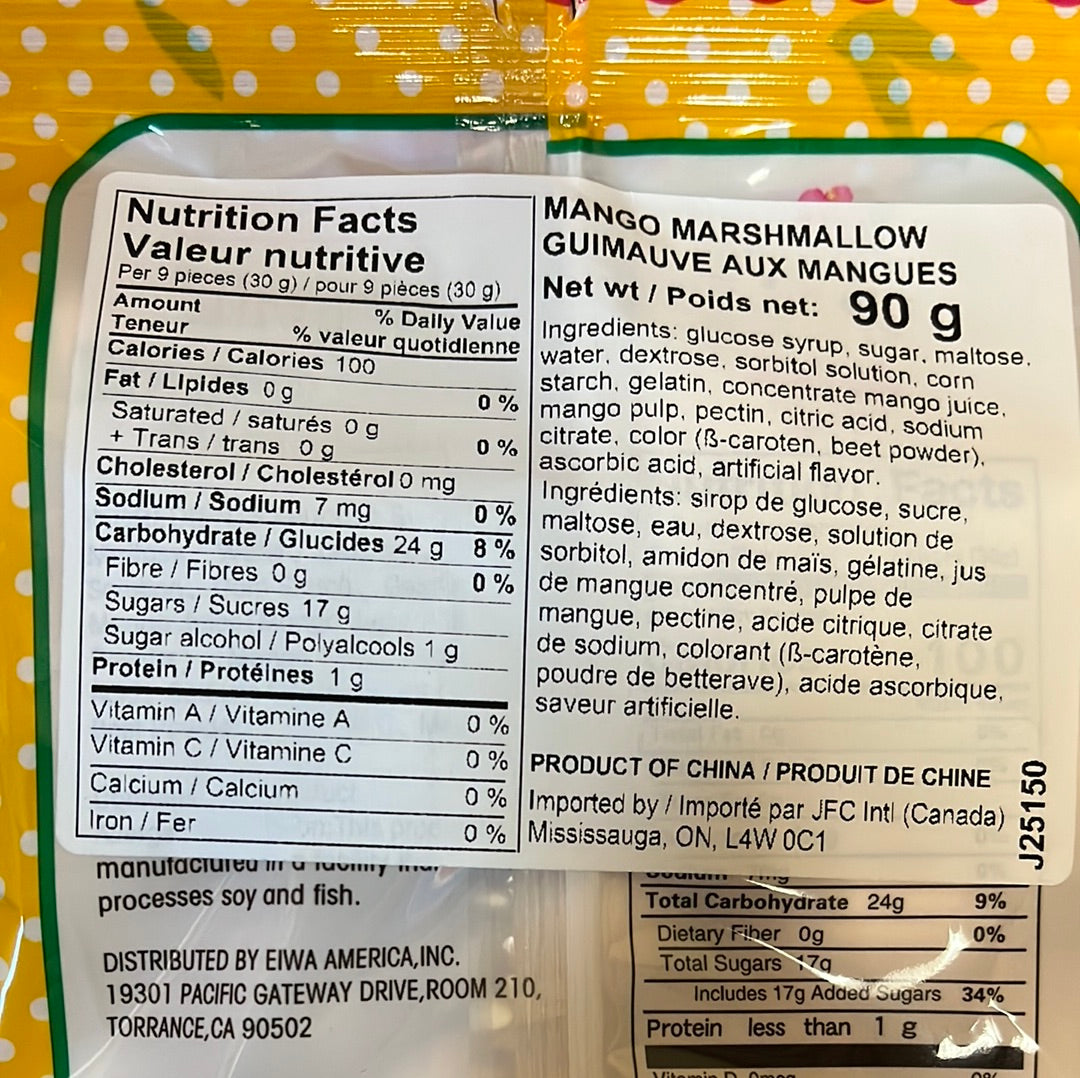 Nutrition Facts
Valeur nutritive
Per 9 pieces (30 g) / pour 9 pièces (30 g)
Amount % Daily Value
Teneur % valeur quotidienne
Calories / Calories 100
Fat / Lipides 0 g 0 %
Saturated / saturés 0 g
+ Trans / trans 0 g 0 %
Cholesterol / Cholestérol 0 mg
Sodium / Sodium 7 mg 0 %
Carbohydrate / Glucides 24 g 8 %
Fibre / Fibres 0 g 0 %
Sugars / Sucres 17 g
Sugar alcohol / Polyalcools 1 g
Protein / Protéines 1 g
Vitamin A / Vitamine A 0 %
Vitamin C / Vitamine C 0 %
Calcium / Calcium 0 %
Iron / Fer 0 %
MANGO MARSHMALLOW
GUIMAUVE AUX MANGUES
Net wt / Poids net: 90 g
Ingredients: glucose syrup, sugar, maltose,
water, dextrose, sorbitol solution, corn
starch, gelatin, concentrate mango juice,
mango pulp, pectin, citric acid, sodium
citrate, color (ß-caroten, beet powder),
ascorbic acid, artificial flavor.
Ingrédients: sirop de glucose, sucre,
maltose, eau, dextrose, solution de
sorbitol, amidon de maïs, gélatine, jus
de mangue concentré, pulpe de
mangue, pectine, acide citrique, citrate
de sodium, colorant (ß-carotène,
poudre de betterave), acide ascorbique,
saveur artificielle.
PRODUCT OF CHINA / PRODUIT DE CHINE
Imported by / Importé par JFC Intl (Canada)
Mississauga, ON, L4W 0C1
J25150
manufactured in a facility that
processes soy and fish.
DISTRIBUTED BY EIWA AMERICA,INC.
19301 PACIFIC GATEWAY DRIVE,ROOM 210,
TORRANCE,CA 90502
Total Carbohydrate 24g 9%
Dietary Fiber 0g 0%
Total Sugars 17g
Includes 17g Added Sugars 34%
Protein less than 1 g
Vitamin D 0mcg 0%